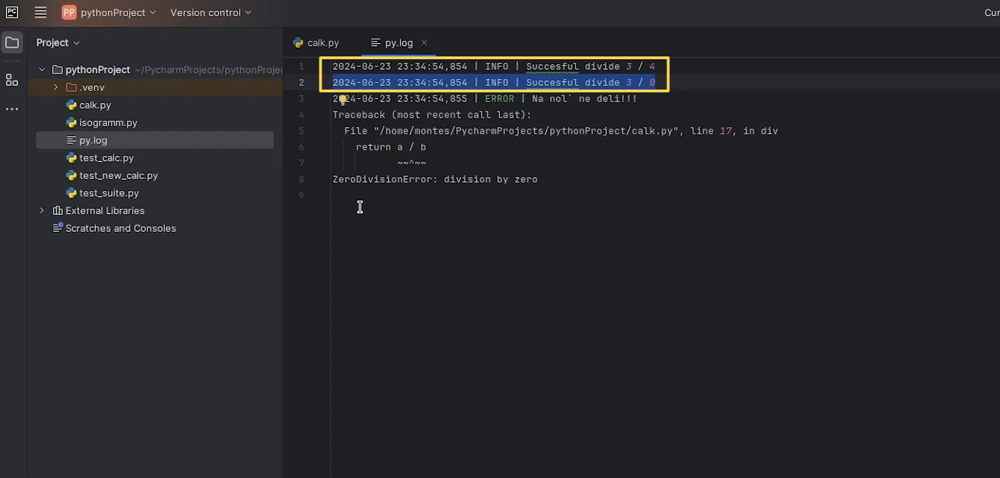 PC
PP pythonProject
Version control
Cur
Project
calk.py
py.log
pythonProject ~/PycharmProjects/pythonProjec
.venv
calk.py
isogramm.py
py.log
test_calc.py
test_new_calc.py
test_suite.py
External Libraries
Scratches and Consoles
1 2024-06-23 23:34:54,854 | INFO | Succesful divide 3 / 4
2 2024-06-23 23:34:54,854 | INFO | Succesful divide 3 / 0
3 2024-06-23 23:34:54,855 | ERROR | Na nol` ne deli!!!
4 Traceback (most recent call last):
5 File "/home/montes/PycharmProjects/pythonProject/calk.py", line 17, in div
6 return a / b
7 ~~^~~
8 ZeroDivisionError: division by zero
9